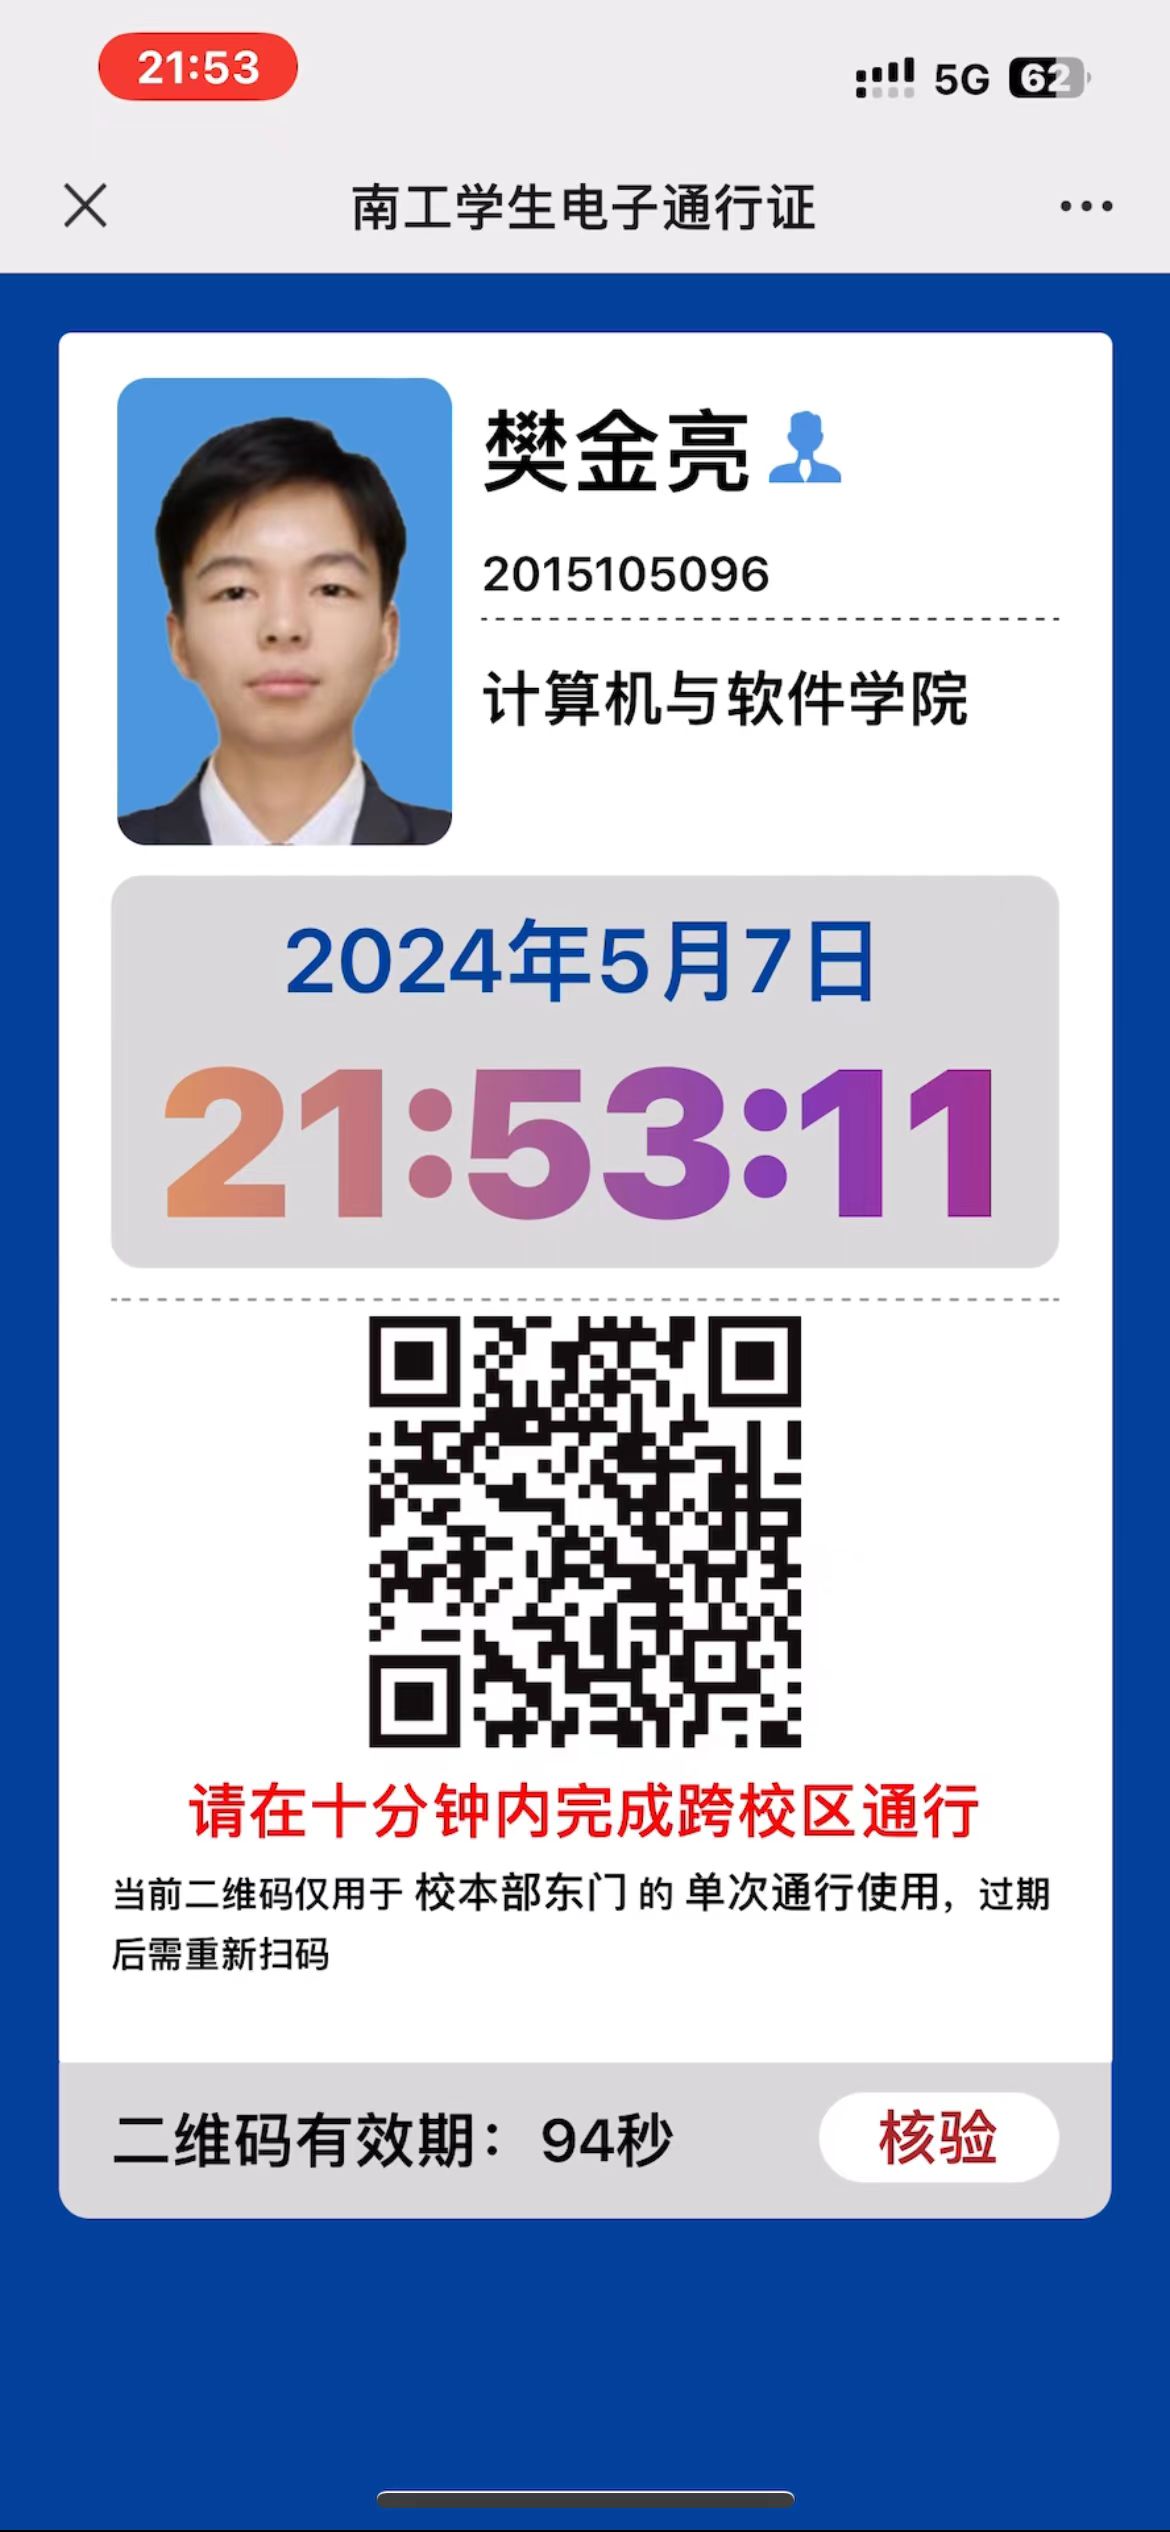 21:53
5G 62
南工学生电子通行证
樊金亮
2015105096
计算机与软件学院
2024年5月7日
21:53:11
请在十分钟内完成跨校区通行
当前二维码仅用于 校本部东门 的 单次通行使用，过期
后需重新扫码
二维码有效期：94秒 核验